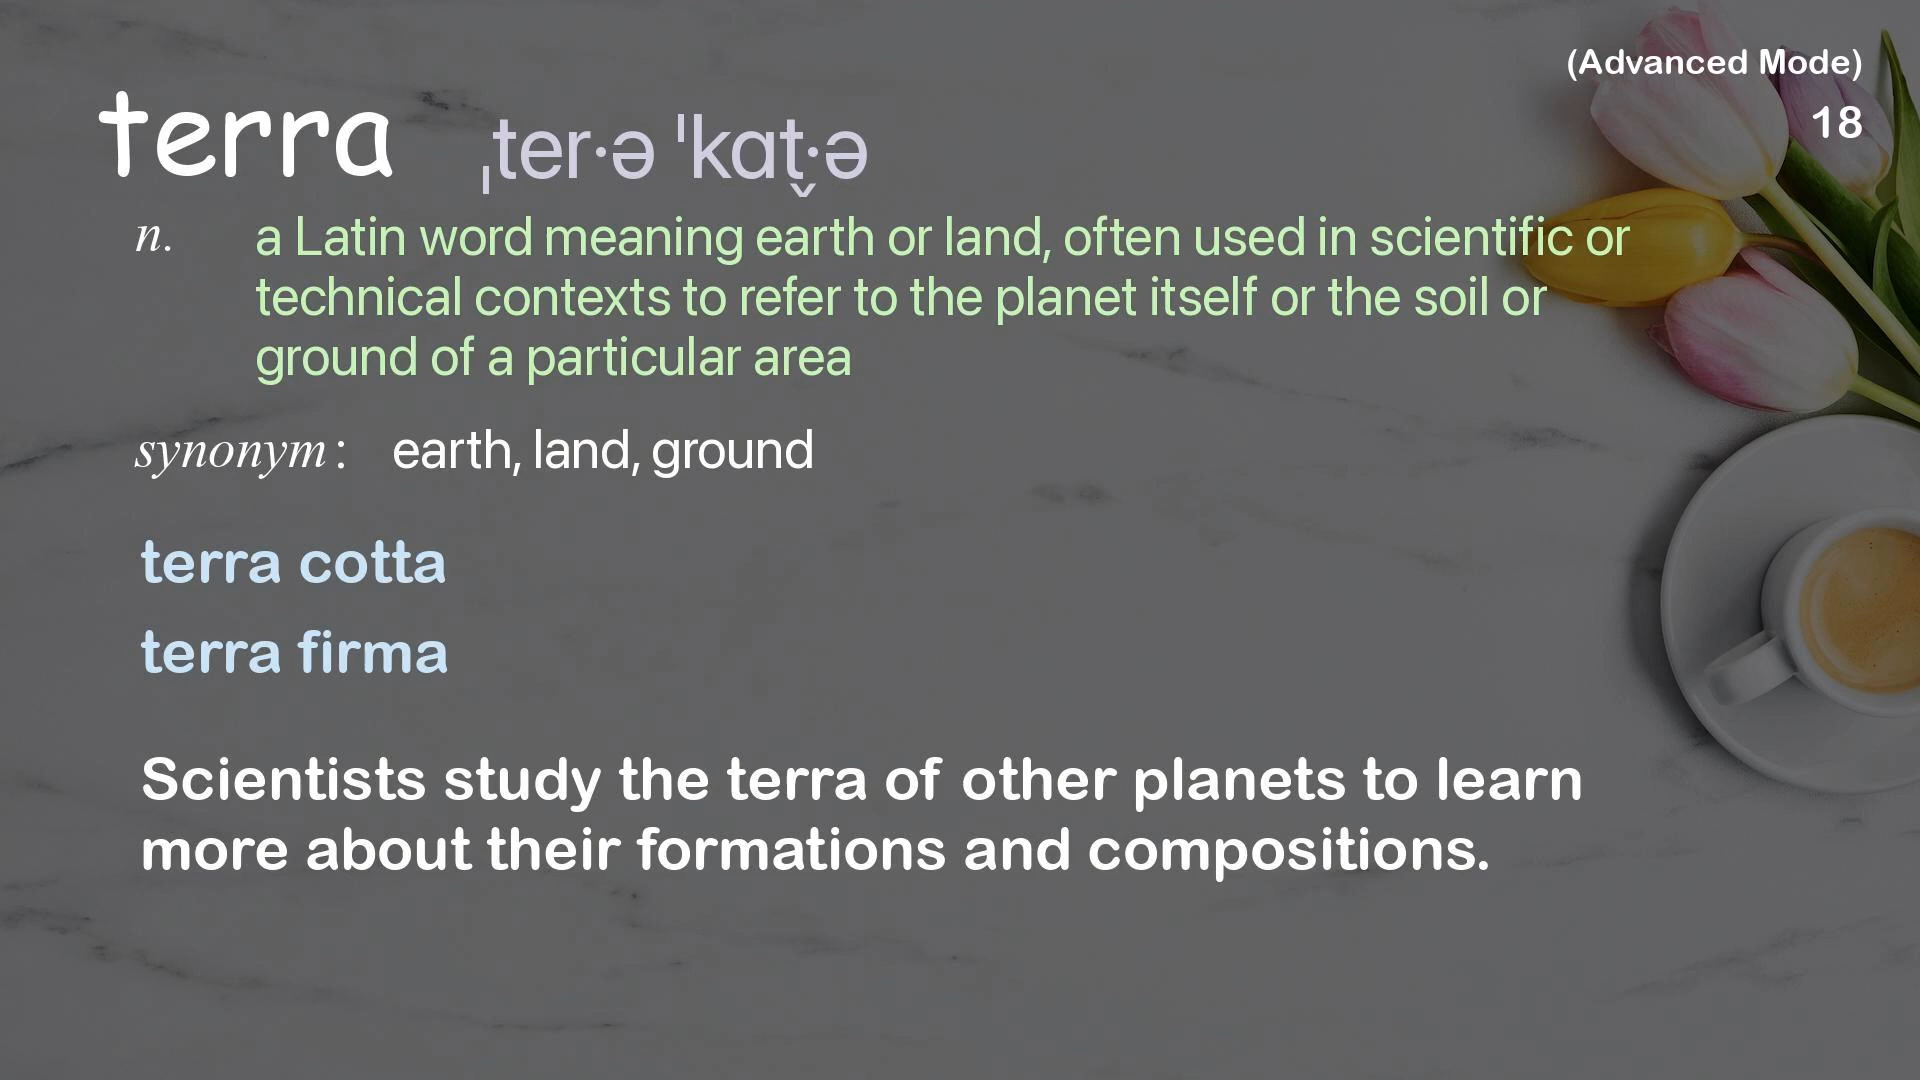 (Advanced Mode)
18
terra ˌter·ə ˈkɑt̬·ə
n. a Latin word meaning earth or land, often used in scientific or
technical contexts to refer to the planet itself or the soil or
ground of a particular area
synonym: earth, land, ground
terra cotta
terra firma
Scientists study the terra of other planets to learn
more about their formations and compositions.